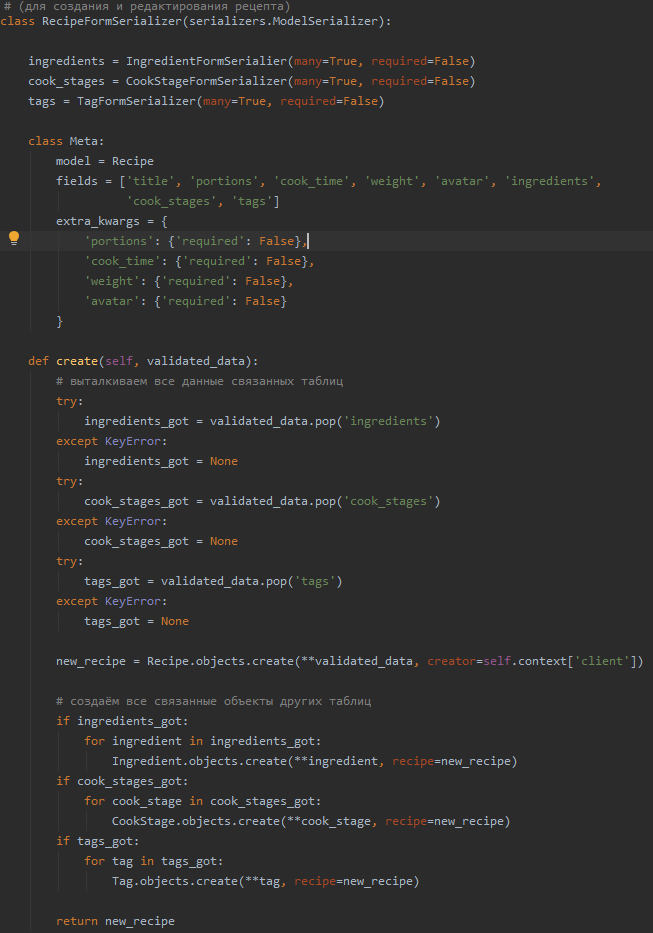 # (для создания и редактирования рецепта)
class RecipeFormSerializer(serializers.ModelSerializer):
ingredients = IngredientFormSerialier(many=True, required=False)
cook_stages = CookStageFormSerializer(many=True, required=False)
tags = TagFormSerializer(many=True, required=False)
class Meta:
model = Recipe
fields = ['title', 'portions', 'cook_time', 'weight', 'avatar', 'ingredients',
'cook_stages', 'tags']
extra_kwargs = {
'portions': {'required': False},
'cook_time': {'required': False},
'weight': {'required': False},
'avatar': {'required': False}
}
def create(self, validated_data):
# выталкиваем все данные связанных таблиц
try:
ingredients_got = validated_data.pop('ingredients')
except KeyError:
ingredients_got = None
try:
cook_stages_got = validated_data.pop('cook_stages')
except KeyError:
cook_stages_got = None
try:
tags_got = validated_data.pop('tags')
except KeyError:
tags_got = None
new_recipe = Recipe.objects.create(**validated_data, creator=self.context['client'])
# создаём все связанные объекты других таблиц
if ingredients_got:
for ingredient in ingredients_got:
Ingredient.objects.create(**ingredient, recipe=new_recipe)
if cook_stages_got:
for cook_stage in cook_stages_got:
CookStage.objects.create(**cook_stage, recipe=new_recipe)
if tags_got:
for tag in tags_got:
Tag.objects.create(**tag, recipe=new_recipe)
return new_recipe